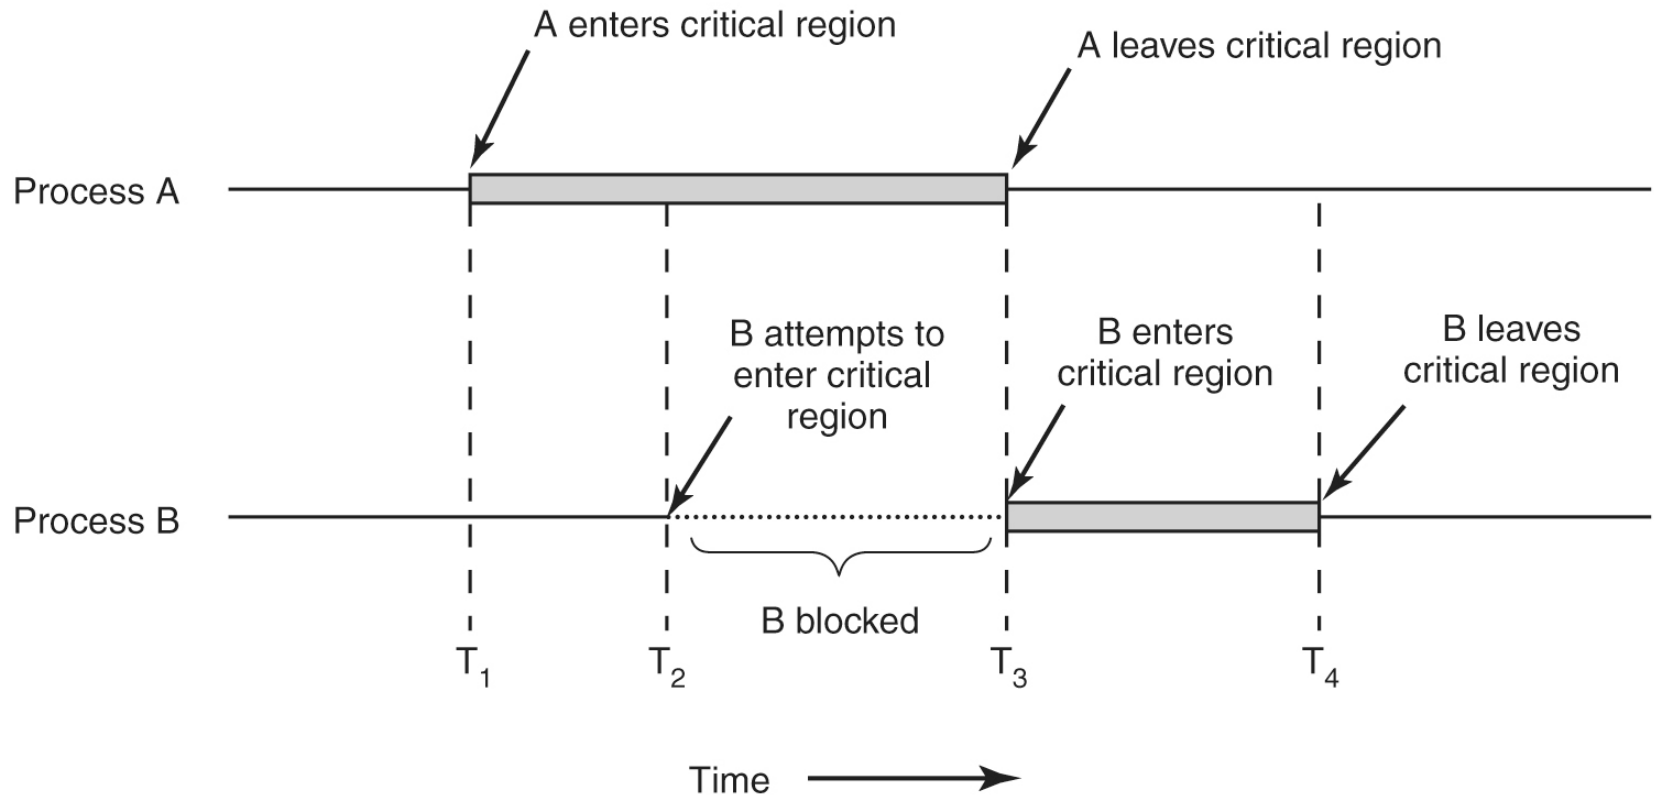 A enters critical region
A leaves critical region
Process A
B attempts to
enter critical
region
B enters
critical region
B leaves
critical region
Process B
B blocked
T1
T2
T3
T4
Time